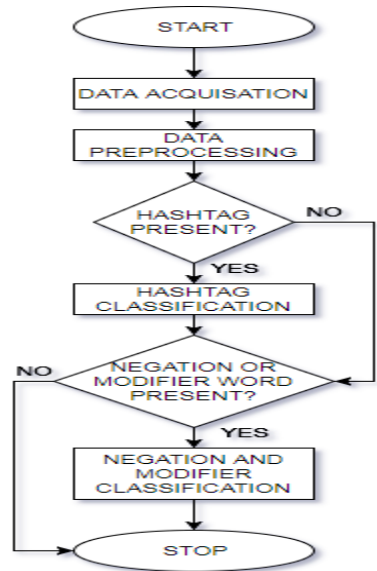 START
DATA ACQUISATION
DATA
PREPROCESSING
HASHTAG
PRESENT?
NO
YES
HASHTAG
CLASSIFICATION
NEGATION OR
MODIFIER WORD
PRESENT?
NO
YES
NEGATION AND
MODIFIER
CLASSIFICATION
STOP